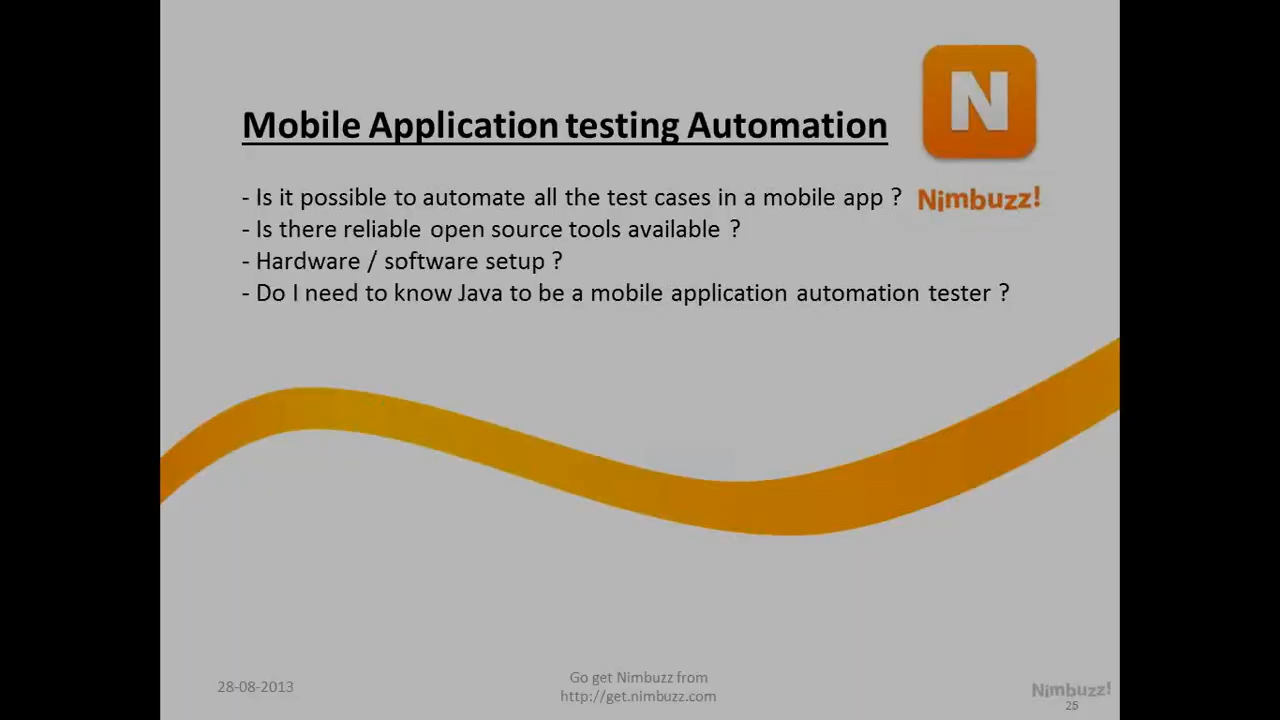 N
Mobile Application testing Automation
- Is it possible to automate all the test cases in a mobile app ?
Nimbuzz!
- Is there reliable open source tools available ?
- Hardware / software setup ?
- Do I need to know Java to be a mobile application automation tester ?
28-08-2013
Go get Nimbuzz from
http://get.nimbuzz.com
Nimbuzz!
25